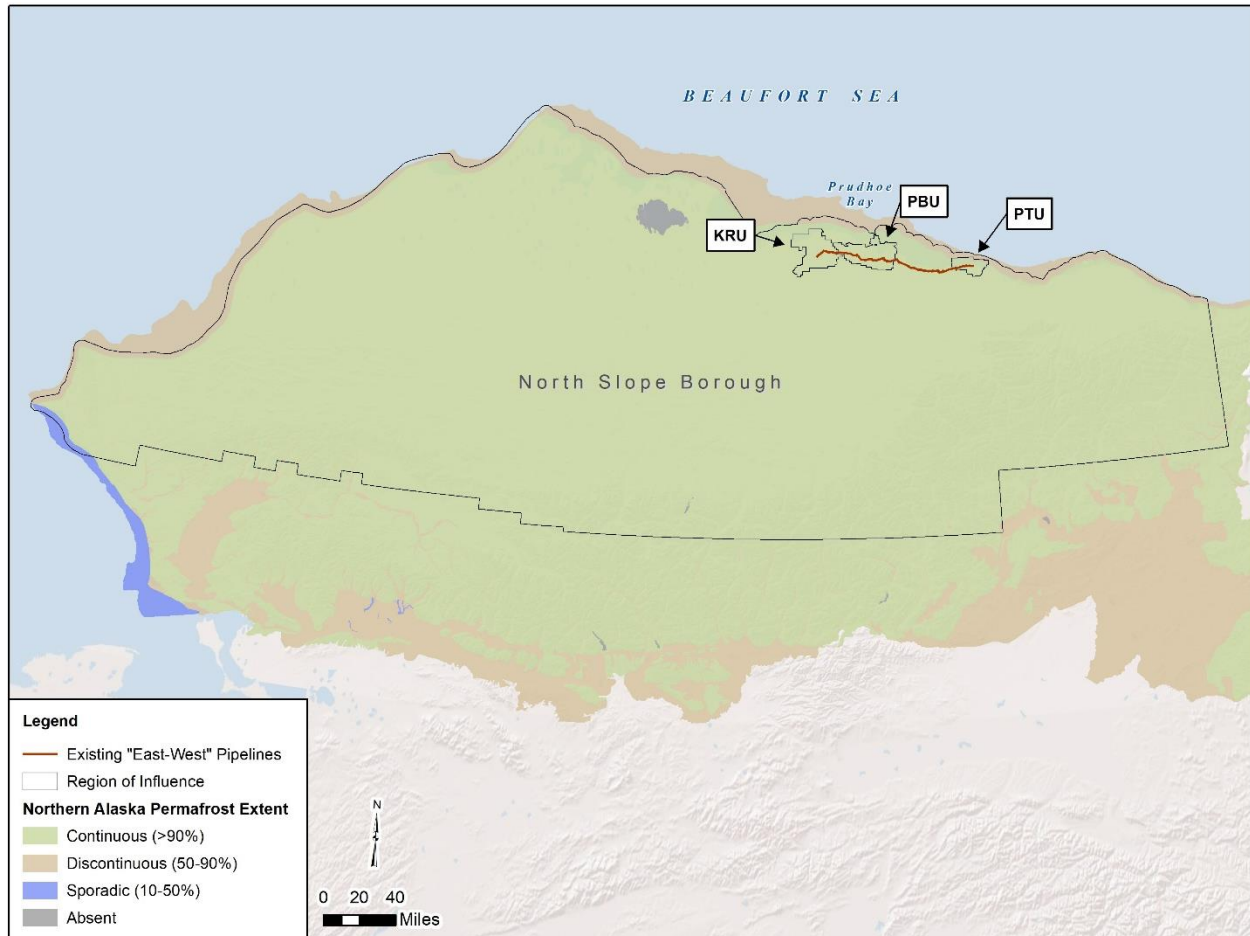 BEAUFORT SEA
Prudhoe
Bay
PBU
PTU
KRU
North Slope Borough
Legend
Existing "East-West" Pipelines
Region of Influence
Northern Alaska Permafrost Extent
Continuous (>90%)
Discontinuous (50-90%)
Sporadic (10-50%)
Absent
N
0 20 40
Miles